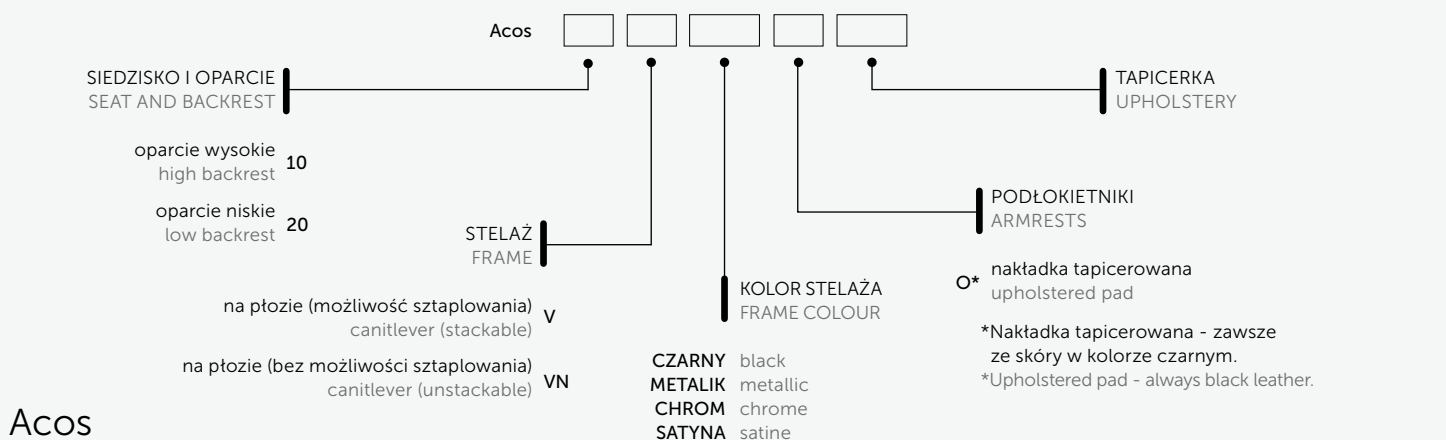 Acos
SIEDZISKO I OPARCIE
SEAT AND BACKREST
oparcie wysokie 10
high backrest
oparcie niskie 20
low backrest
STELAŻ
FRAME
na płozie (możliwość sztaplowania) V
canitlever (stackable)
na płozie (bez możliwości sztaplowania) VN
canitlever (unstackable)
KOLOR STELAŻA
FRAME COLOUR
CZARNY black
METALIK metallic
CHROM chrome
SATYNA satine
TAPICERKA
UPHOLSTERY
PODŁOKIETNIKI
ARMRESTS
O* nakładka tapicerowana
upholstered pad
*Nakładka tapicerowana - zawsze
ze skóry w kolorze czarnym.
*Upholstered pad - always black leather.
Acos